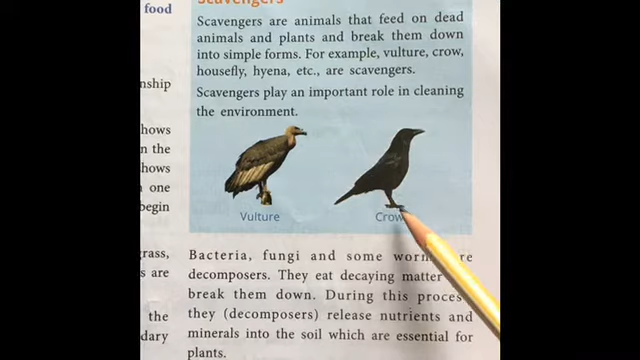 food
nship
hows
n the
hows
n one
begin
grass,
s are
the
dary
Scavengers
Scavengers are animals that feed on dead
animals and plants and break them down
into simple forms. For example, vulture, crow,
housefly, hyena, etc., are scavengers.
Scavengers play an important role in cleaning
the environment.
Vulture
Crow
Bacteria, fungi and some worm re
decomposers. They eat decaying matter
break them down. During this proces
they (decomposers) release nutrients and
minerals into the soil which are essential for
plants.